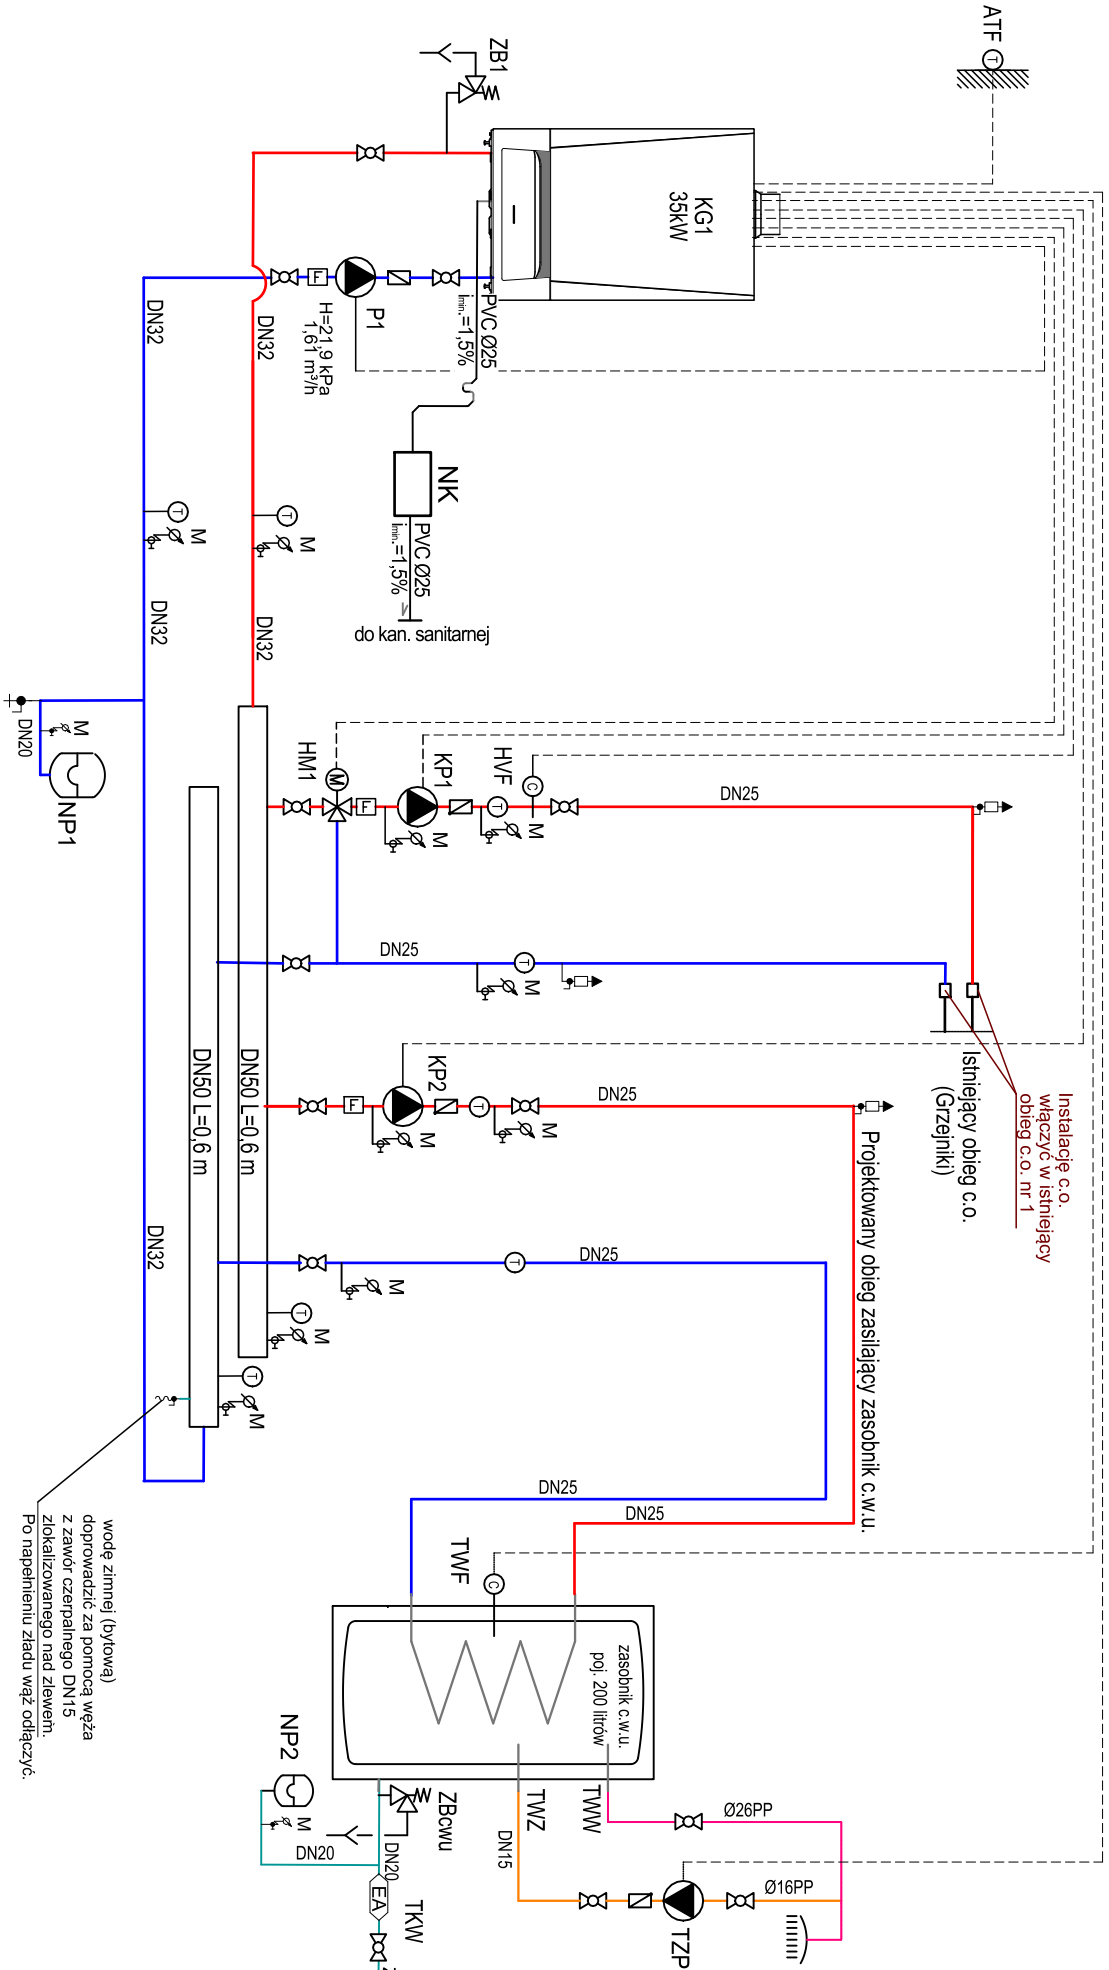 ATF
T
ZB1
KG1
35kW
PVC Ø25
imin.=1,5%
F
P1
H=21,9 kPa
1,61 m³/h
DN32
DN32
NK
PVC Ø25
imin.=1,5%
do kan. sanitarnej
T
M
T
M
DN32
DN32
DN20
M
NP1
HM1
M
F
KP1
M
T
HVF
C
M
DN25
DN25
T
M
Istniejący obieg c.o.
(Grzejniki)
Instalację c.o.
włączyć w istniejący
obieg c.o. nr 1
DN50 L=0,6 m
DN50 L=0,6 m
F
KP2
M
T
M
DN25
Projektowany obieg zasilający zasobnik c.w.u.
DN32
M
T
DN25
T
M
T
M
DN25
DN25
wodę zimnej (bytową)
doprowadzić za pomocą węża
z zawór czerpalnego DN15
zlokalizowanego nad zlewem.
Po napełnieniu zładu wąż odłączyć.
TWF
C
zasobnik c.w.u.
poj. 200 litrów
NP2
M
DN20
ZBcwu
DN20
EA
TKW
TWZ
TWW
DN15
Ø26PP
Ø16PP
TZP